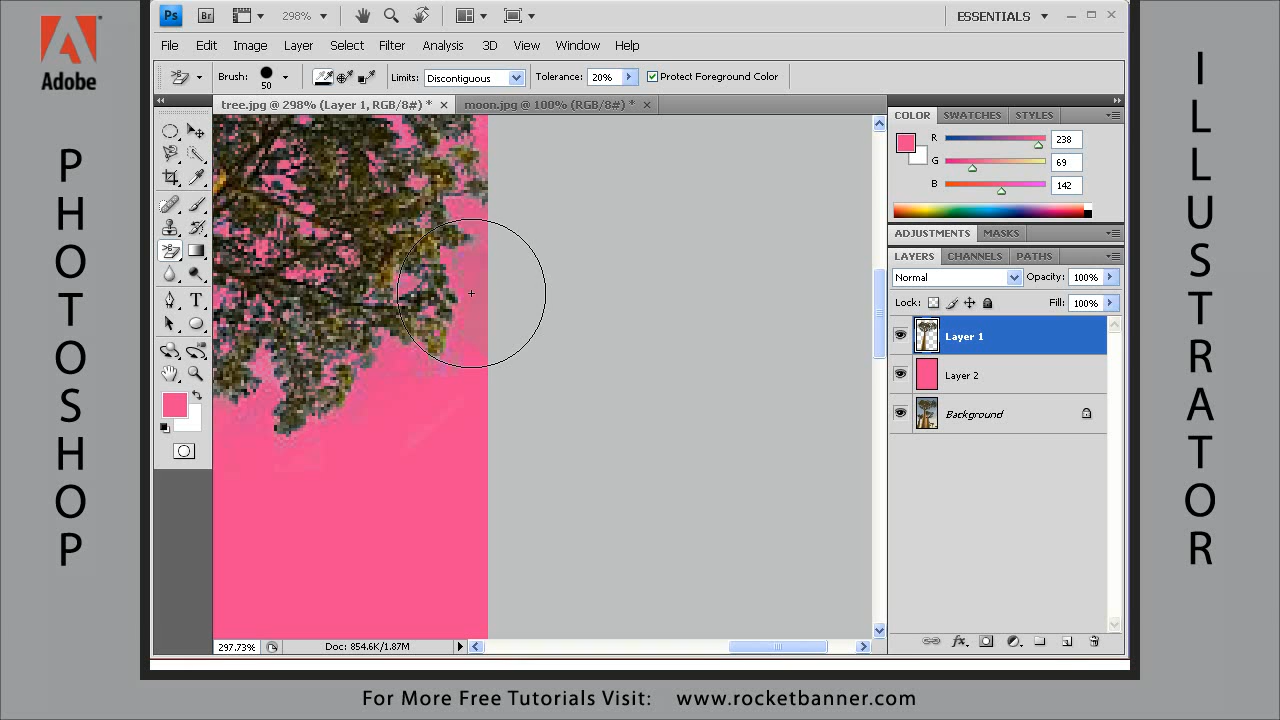 Adobe
PHOTOSHOP
ILLUSTRATOR
Ps Br 298% ESSENTIALS
File Edit Image Layer Select Filter Analysis 3D View Window Help
Brush: 50 Limits: Discontiguous Tolerance: 20% Protect Foreground Color
tree.jpg @ 298% (Layer 1, RGB/8#) * moon.jpg @ 100% (RGB/8#) *
COLOR SWATCHES STYLES
R 238
G 69
B 142
ADJUSTMENTS MASKS
LAYERS CHANNELS PATHS
Normal Opacity: 100%
Lock: Fill: 100%
Layer 1
Layer 2
Background
297.73% Doc: 854.6K/1.87M
For More Free Tutorials Visit: www.rocketbanner.com